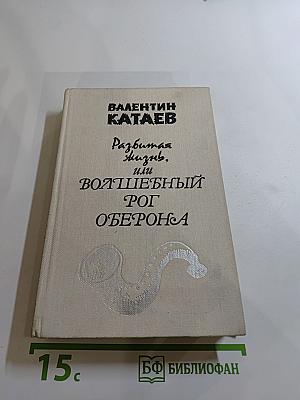 ВАЛЕНТИН
КАТАЕВ
Разбитая
жизнь,
или
ВОЛШЕБНЫЙ
РОГ
ОБЕРОНА
15с
БФ БИБЛИОФАН